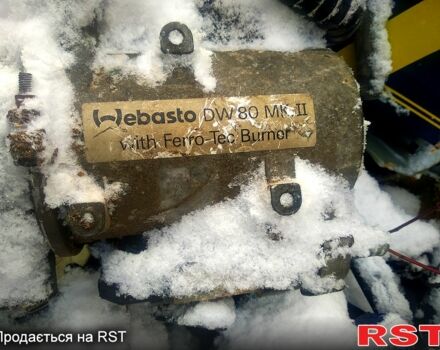 Webasto DW 80 MK II
with Ferro-Tec Burner
Продається на RST
RST